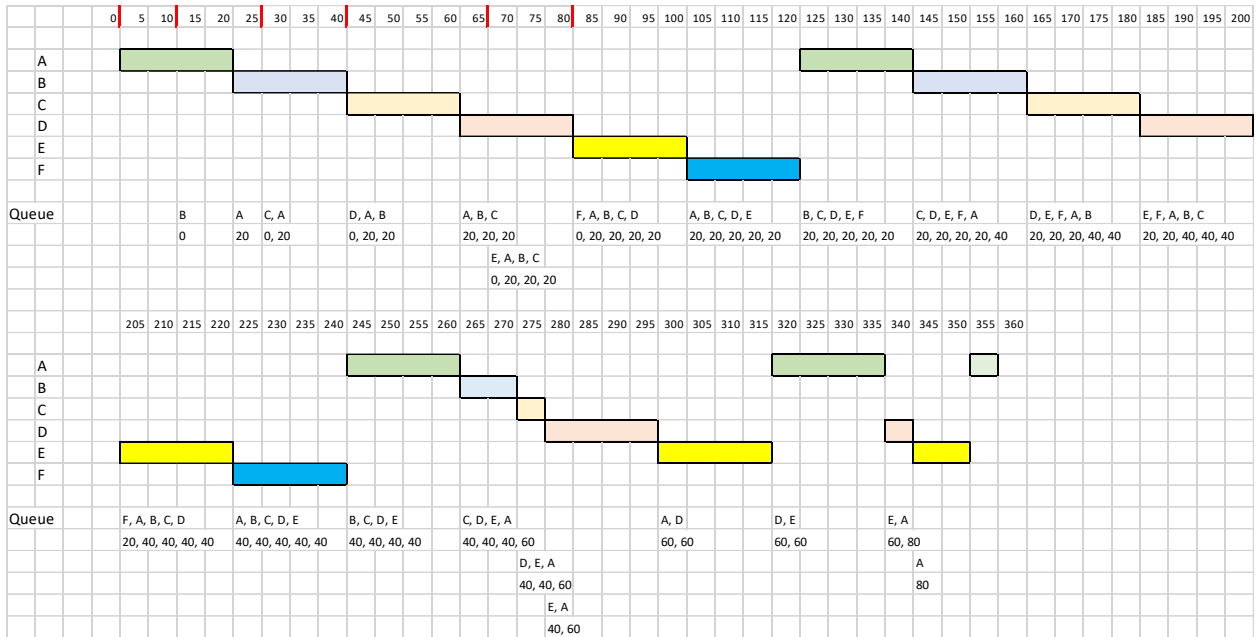 0 5 10 15 20 25 30 35 40 45 50 55 60 65 70 75 80 85 90 95 100 105 110 115 120 125 130 135 140 145 150 155 160 165 170 175 180 185 190 195 200
A
B
C
D
E
F
Queue B A C, A D, A, B A, B, C F, A, B, C, D A, B, C, D, E B, C, D, E, F C, D, E, F, A D, E, F, A, B E, F, A, B, C
0 20 0, 20 0, 20, 20 20, 20, 20 0, 20, 20, 20, 20 20, 20, 20, 20, 20 20, 20, 20, 20, 20 20, 20, 20, 20, 40 20, 20, 20, 40, 40 20, 20, 40, 40, 40
E, A, B, C
0, 20, 20, 20
205 210 215 220 225 230 235 240 245 250 255 260 265 270 275 280 285 290 295 300 305 310 315 320 325 330 335 340 345 350 355 360
A
B
C
D
E
F
Queue F, A, B, C, D A, B, C, D, E B, C, D, E C, D, E, A A, D D, E E, A
20, 40, 40, 40, 40 40, 40, 40, 40, 40 40, 40, 40, 40 40, 40, 40, 60 60, 60 60, 60 60, 80
D, E, A A
40, 40, 60 80
E, A
40, 60